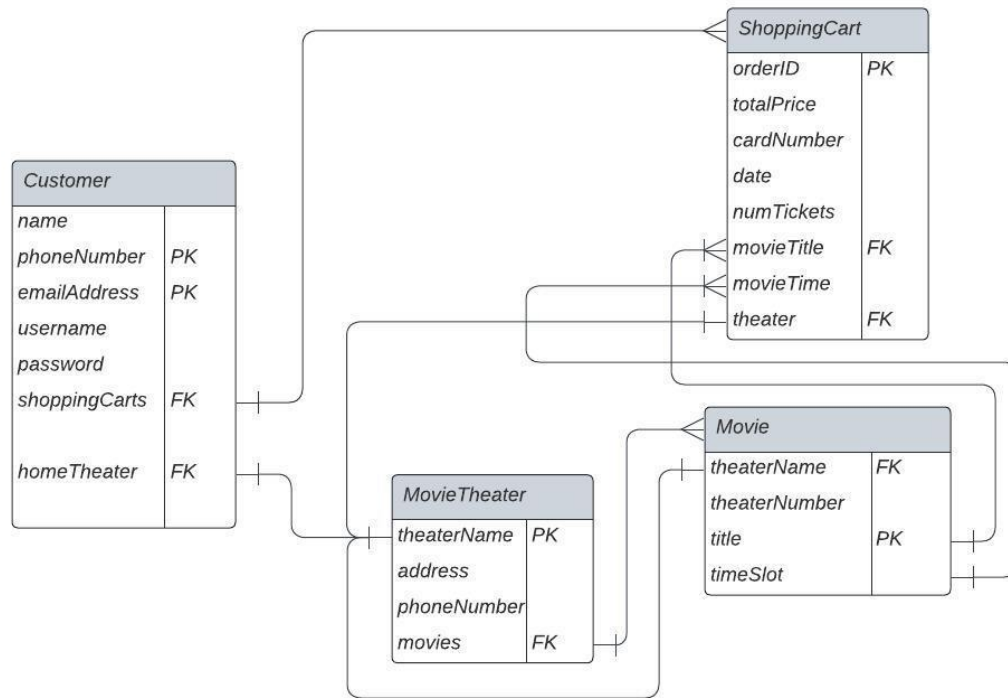 ShoppingCart
orderID PK
totalPrice
cardNumber
date
numTickets
movieTitle FK
movieTime
theater FK
Customer
name
phoneNumber PK
emailAddress PK
username
password
shoppingCarts FK
homeTheater FK
MovieTheater
theaterName PK
address
phoneNumber
movies FK
Movie
theaterName FK
theaterNumber
title PK
timeSlot